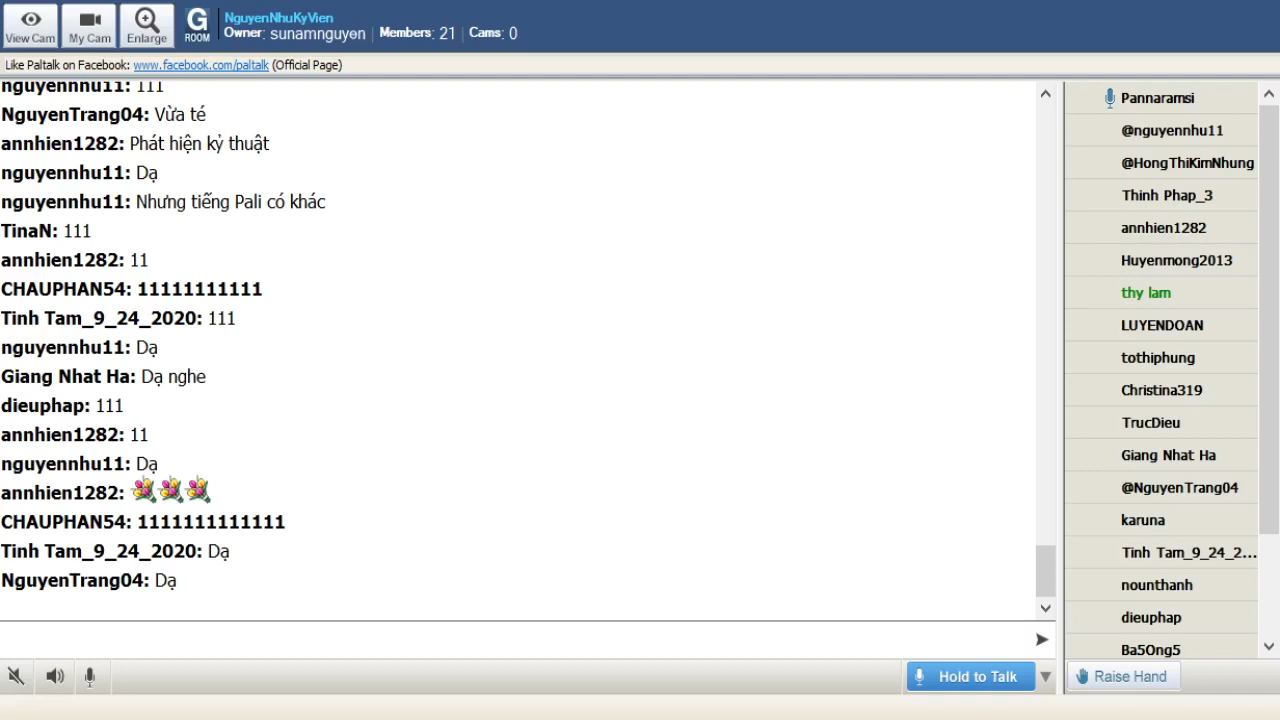 View Cam
My Cam
Enlarge
G
ROOM
NguyenNhuKyVien
Owner: sunamnguyen
Members: 21
Cams: 0
Like Paltalk on Facebook: www.facebook.com/paltalk (Official Page)
nguyennhu11: 111
NguyenTrang04: Vừa té
annhien1282: Phát hiện kỷ thuật
nguyennhu11: Dạ
nguyennhu11: Nhưng tiếng Pali có khác
TinaN: 111
annhien1282: 11
CHAUPHAN54: 11111111111
Tinh Tam_9_24_2020: 111
nguyennhu11: Dạ
Giang Nhat Ha: Dạ nghe
dieuphap: 111
annhien1282: 11
nguyennhu11: Dạ
annhien1282:
CHAUPHAN54: 1111111111111
Tinh Tam_9_24_2020: Dạ
NguyenTrang04: Dạ
Pannaramsi
@nguyennhu11
@HongThiKimNhung
Thinh Phap_3
annhien1282
Huyenmong2013
thy lam
LUYENDOAN
tothiphung
Christina319
TrucDieu
Giang Nhat Ha
@NguyenTrang04
karuna
Tinh Tam_9_24_2...
nounthanh
dieuphap
Ba5Ong5
Hold to Talk
Raise Hand